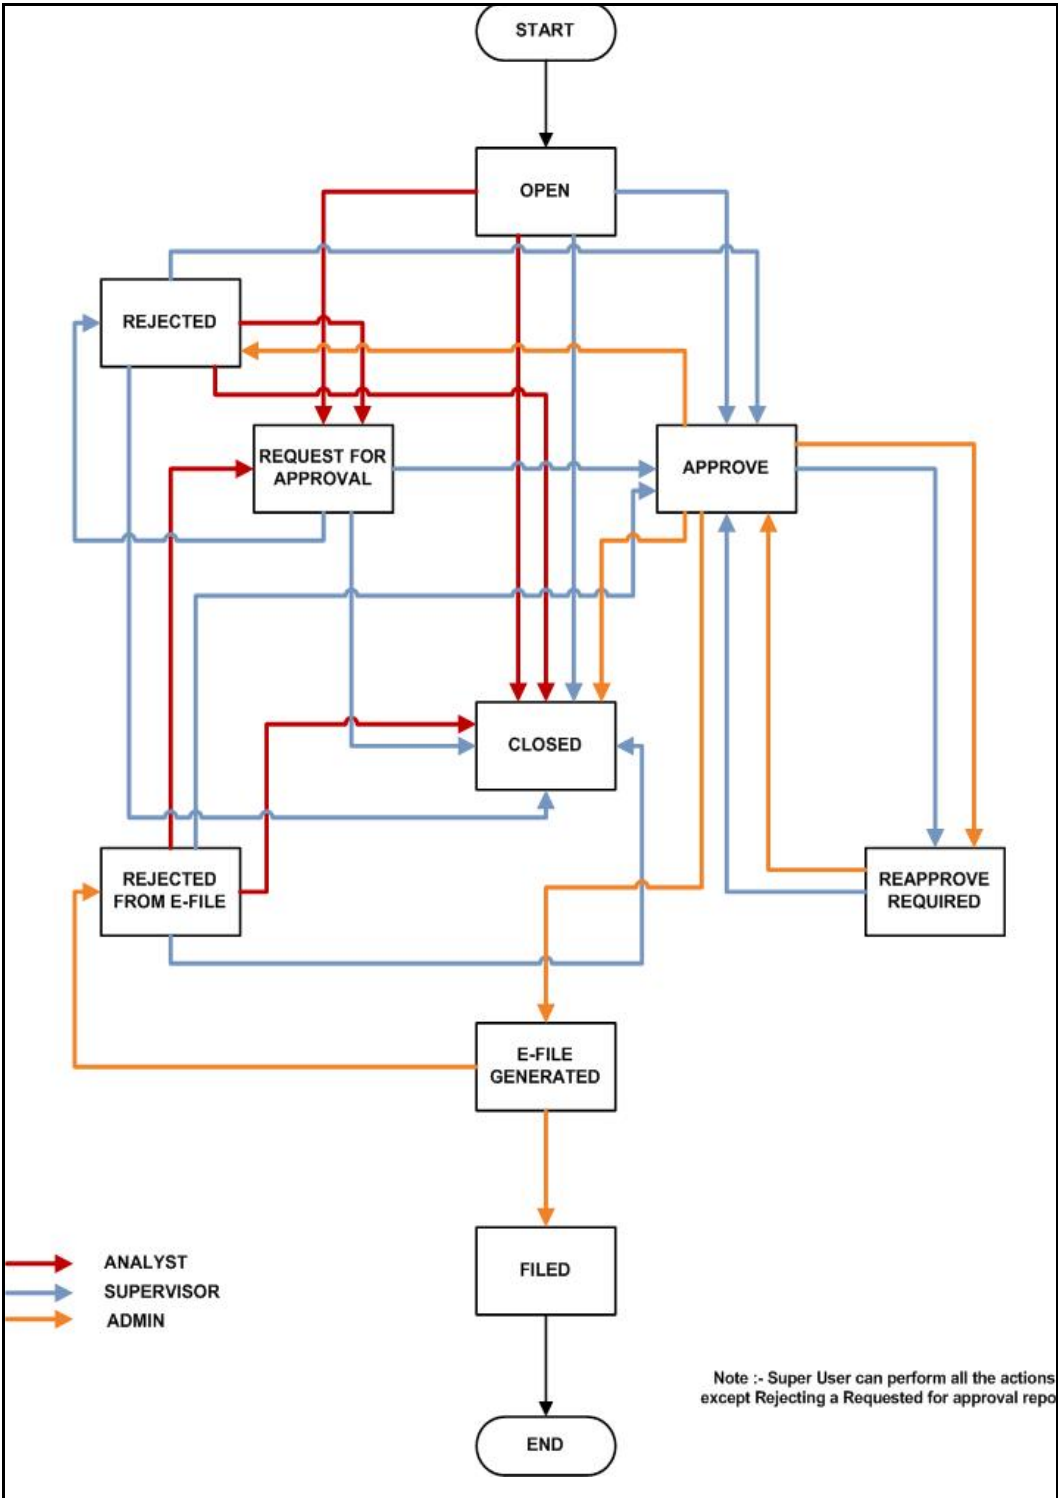 START
OPEN
REJECTED
REQUEST FOR
APPROVAL
APPROVE
CLOSED
REJECTED
FROM E-FILE
REAPPROVE
REQUIRED
E-FILE
GENERATED
FILED
ANALYST
SUPERVISOR
ADMIN
Note :- Super User can perform all the actions
except Rejecting a Requested for approval repo
END